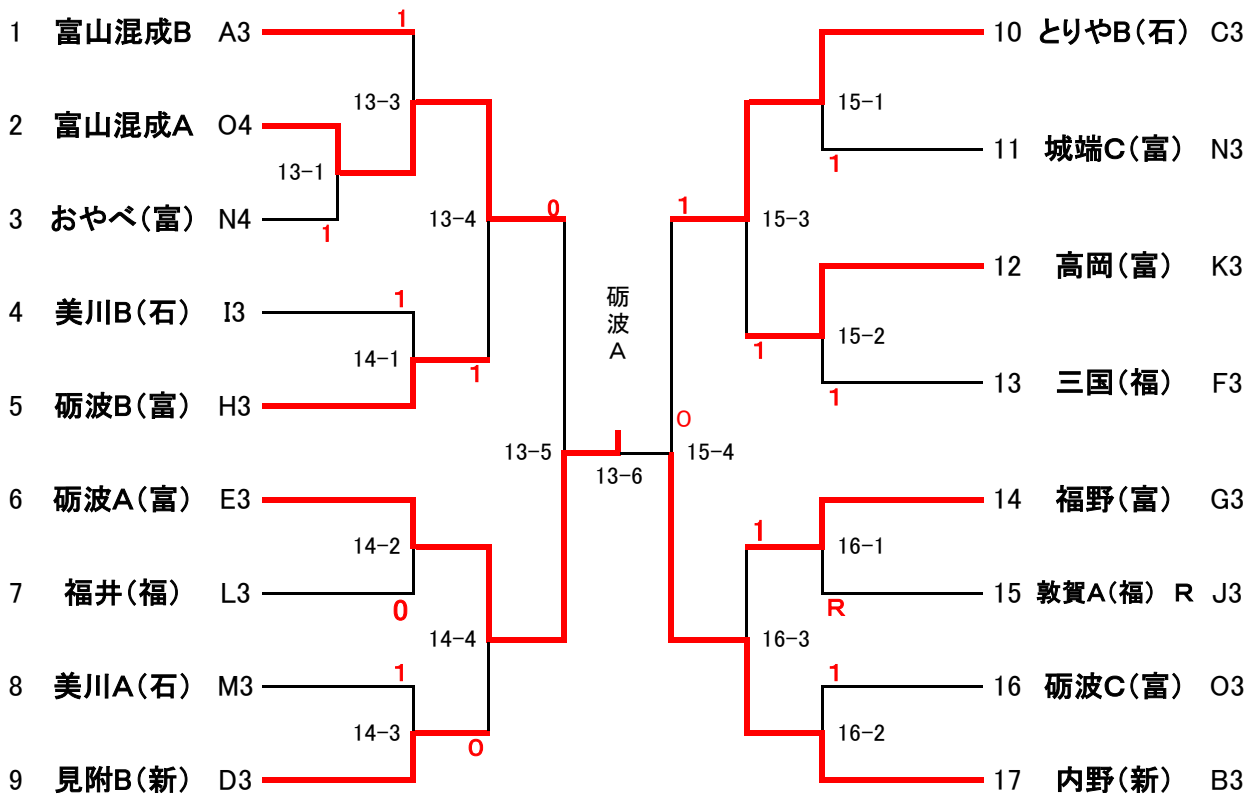 1 富山混成B A3
1
13-3
2 富山混成A O4
13-1
3 おやべ(富) N4
1
13-4
0
4 美川B(石) I3
1
14-1
1
5 砺波B(富) H3
13-5
6 砺波A(富) E3
14-2
7 福井(福) L3
0
14-4
8 美川A(石) M3
1
14-3
0
9 見附B(新) D3
砺波A
13-6
10 とりやB(石) C3
15-1
11 城端C(富) N3
1
1
15-3
12 高岡(富) K3
15-2
1
13 三国(福) F3
1
0
15-4
14 福野(富) G3
1
16-1
15 敦賀A(福) R J3
R
16-3
16 砺波C(富) O3
1
16-2
17 内野(新) B3